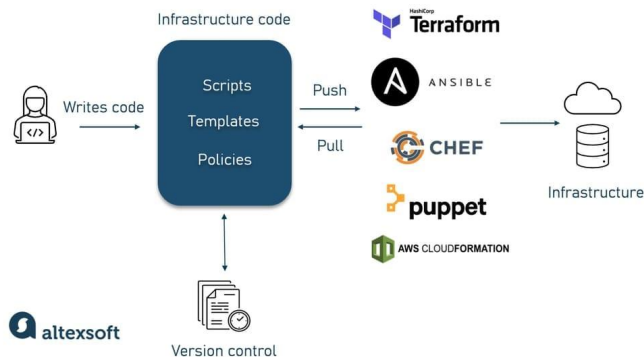 Infrastructure code
Writes code
Scripts
Templates
Policies
Push
Pull
HashiCorp
Terraform
ANSIBLE
CHEF
puppet
AWS CLOUDFORMATION
Infrastructure
Version control
altexsoft